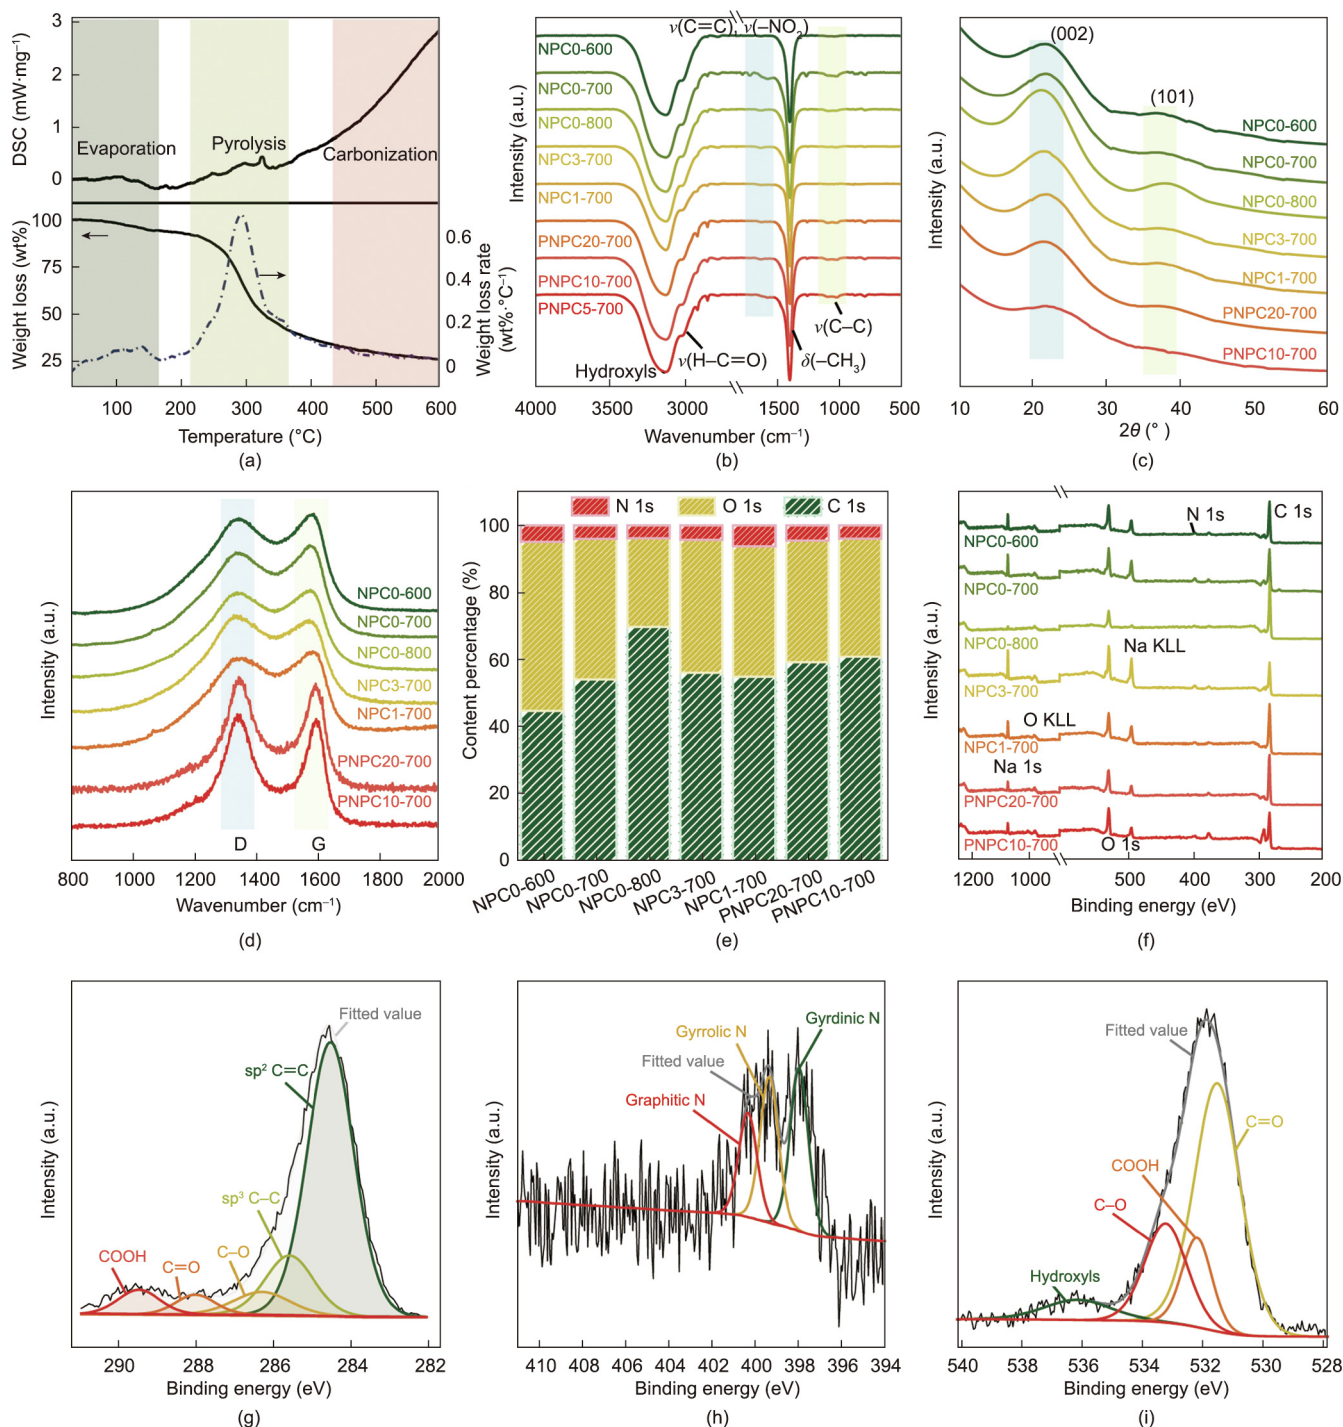 3
2
1
0
DSC (mW·mg⁻¹)
Evaporation
Pyrolysis
Carbonization
100
75
50
25
Weight loss (wt%)
0.6
0.4
0.2
0
Weight loss rate
(wt%·°C⁻¹)
100 200 300 400 500 600
Temperature (°C)
(a)
ν(C=C), ν(–NO₂)
NPC0-600
NPC0-700
NPC0-800
NPC3-700
NPC1-700
PNPC20-700
PNPC10-700
PNPC5-700
ν(C–C)
ν(H–C=O)
δ(–CH₃)
Hydroxyls
Intensity (a.u.)
4000 3500 3000 1500 1000 500
Wavenumber (cm⁻¹)
(b)
(002)
(101)
NPC0-600
NPC0-700
NPC0-800
NPC3-700
NPC1-700
PNPC20-700
PNPC10-700
Intensity (a.u.)
10 20 30 40 50 60
2θ (°)
(c)
NPC0-600
NPC0-700
NPC0-800
NPC3-700
NPC1-700
PNPC20-700
PNPC10-700
D G
Intensity (a.u.)
800 1000 1200 1400 1600 1800 2000
Wavenumber (cm⁻¹)
(d)
N 1s O 1s C 1s
100
80
60
40
20
0
Content percentage (%)
NPC0-600
NPC0-700
NPC0-800
NPC3-700
NPC1-700
PNPC20-700
PNPC10-700
(e)
N 1s C 1s
NPC0-600
NPC0-700
NPC0-800
Na KLL
NPC3-700
O KLL
NPC1-700
Na 1s
PNPC20-700
PNPC10-700
O 1s
Intensity (a.u.)
1200 1000 500 400 300 200
Binding energy (eV)
(f)
Fitted value
sp² C=C
sp³ C–C
C–O
C=O
COOH
Intensity (a.u.)
290 288 286 284 282
Binding energy (eV)
(g)
Gyrrolic N
Gyrdinic N
Fitted value
Graphitic N
Intensity (a.u.)
410 408 406 404 402 400 398 396 394
Binding energy (eV)
(h)
Fitted value
C=O
COOH
C–O
Hydroxyls
Intensity (a.u.)
540 538 536 534 532 530 528
Binding energy (eV)
(i)